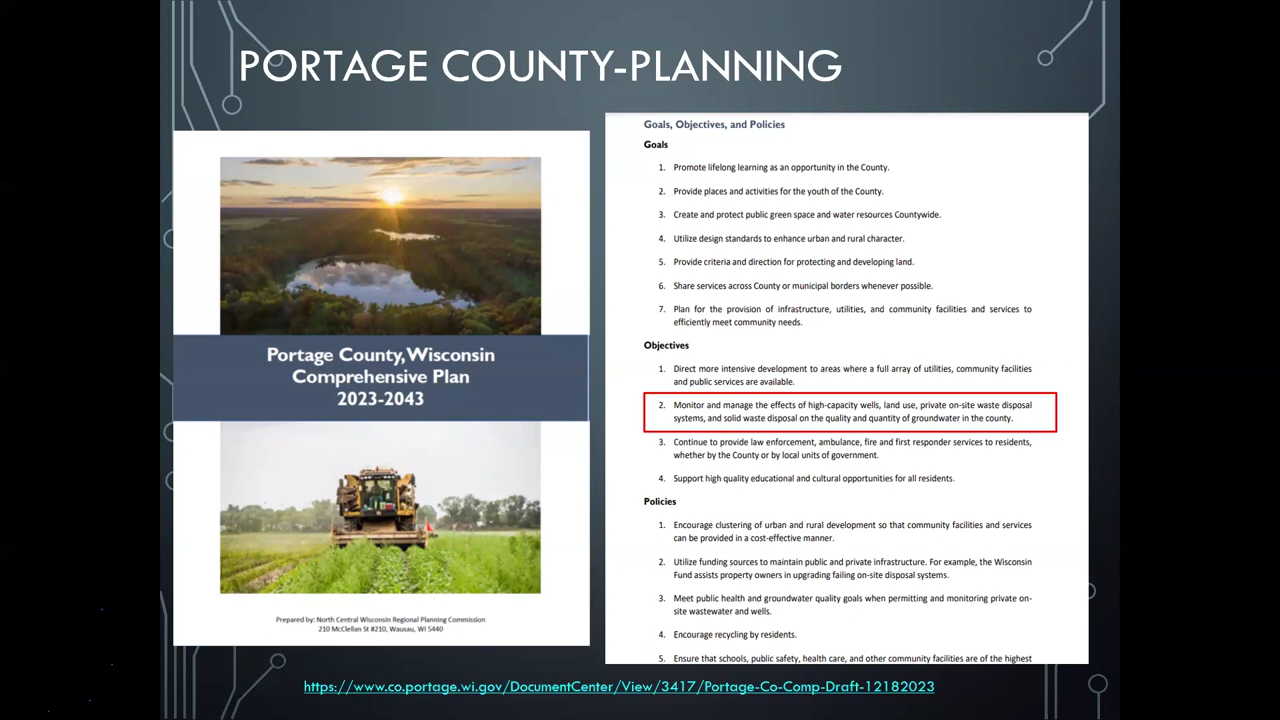 PORTAGE COUNTY-PLANNING
Portage County, Wisconsin
Comprehensive Plan
2023-2043
Prepared by: North Central Wisconsin Regional Planning Commission
210 McClellan St #210, Wausau, WI 5440
Goals, Objectives, and Policies
Goals
1. Promote lifelong learning as an opportunity in the County.
2. Provide places and activities for the youth of the County.
3. Create and protect public green space and water resources Countywide.
4. Utilize design standards to enhance urban and rural character.
5. Provide criteria and direction for protecting and developing land.
6. Share services across County or municipal borders whenever possible.
7. Plan for the provision of infrastructure, utilities, and community facilities and services to
efficiently meet community needs.
Objectives
1. Direct more intensive development to areas where a full array of utilities, community facilities
and public services are available.
2. Monitor and manage the effects of high-capacity wells, land use, private on-site waste disposal
systems, and solid waste disposal on the quality and quantity of groundwater in the county.
3. Continue to provide law enforcement, ambulance, fire and first responder services to residents,
whether by the County or by local units of government.
4. Support high quality educational and cultural opportunities for all residents.
Policies
1. Encourage clustering of urban and rural development so that community facilities and services
can be provided in a cost-effective manner.
2. Utilize funding sources to maintain public and private infrastructure. For example, the Wisconsin
Fund assists property owners in upgrading failing on-site disposal systems.
3. Meet public health and groundwater quality goals when permitting and monitoring private on-
site wastewater and wells.
4. Encourage recycling by residents.
5. Ensure that schools, public safety, health care, and other community facilities are of the highest
https://www.co.portage.wi.gov/DocumentCenter/View/3417/Portage-Co-Comp-Draft-12182023